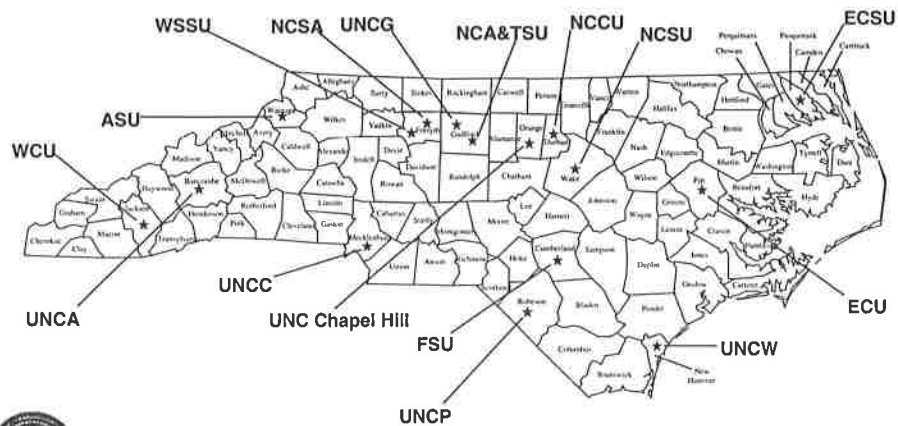 WSSU
NCSA
UNCG
NCA&TSU
NCCU
NCSU
ECSU
Perquimans
Pasquotank
Chowan
Camden
Currituck
ASU
WCU
Ashe
Alleghany
Surry
Stokes
Rockingham
Caswell
Person
Granville
Vance
Warren
Northampton
Gates
Hertford
Halifax
Watauga
Wilkes
Yadkin
Forsyth
Guilford
Alamance
Orange
Durham
Franklin
Bertie
Mitchell
Avery
Caldwell
Alexander
Iredell
Davie
Davidson
Randolph
Chatham
Wake
Nash
Edgecombe
Martin
Washington
Tyrrell
Dare
Madison
Yancey
Burke
Catawba
Rowan
Wilson
Pitt
Beaufort
Hyde
Haywood
Buncombe
McDowell
Lincoln
Lee
Johnston
Greene
Swain
Graham
Jackson
Henderson
Rutherford
Cleveland
Gaston
Cabarrus
Stanly
Montgomery
Moore
Harnett
Wayne
Lenoir
Craven
Cherokee
Clay
Macon
Transylvania
Polk
Mecklenburg
Union
Anson
Richmond
Hoke
Cumberland
Sampson
Duplin
Jones
Onslow
Carteret
Robeson
Bladen
Pender
Columbus
Brunswick
New
Hanover
UNCA
UNCC
UNC Chapel Hill
FSU
UNCP
UNCW
ECU